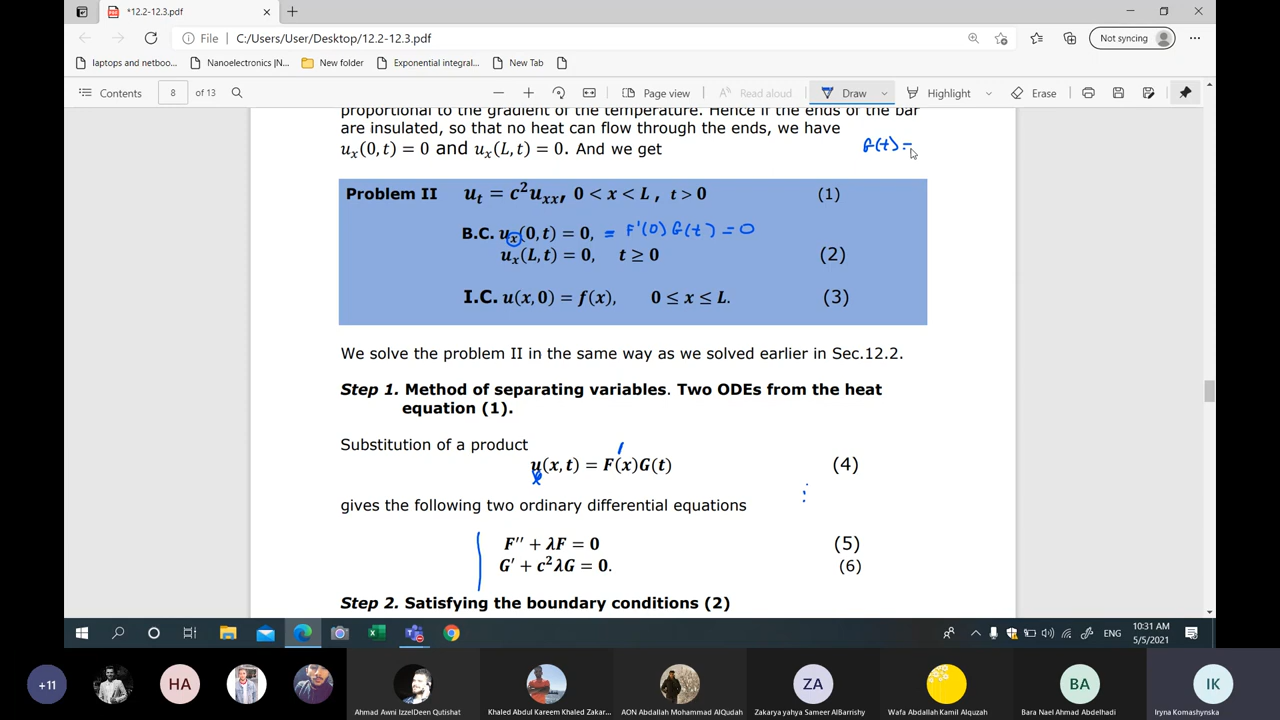 *12.2-12.3.pdf
File C:/Users/User/Desktop/12.2-12.3.pdf
Not syncing
laptops and netboo... Nanoelectronics |N... New folder Exponential integral... New Tab
Contents 8 of 13 Page view Read aloud Draw Highlight Erase
proportional to the gradient of the temperature. Hence if the ends of the bar
are insulated, so that no heat can flow through the ends, we have
uₓ(0, t) = 0 and uₓ(L, t) = 0. And we get
G(t) =
Problem II uₜ = c²uₓₓ, 0 < x < L , t > 0 (1)
B.C. uₓ(0, t) = 0, = F'(0) G(t) = 0
uₓ(L, t) = 0, t ≥ 0 (2)
I.C. u(x, 0) = f(x), 0 ≤ x ≤ L. (3)
We solve the problem II in the same way as we solved earlier in Sec.12.2.
Step 1. Method of separating variables. Two ODEs from the heat
equation (1).
Substitution of a product
u(x, t) = F(x)G(t) (4)
gives the following two ordinary differential equations
F'' + λF = 0 (5)
G' + c²λG = 0. (6)
Step 2. Satisfying the boundary conditions (2)
ENG
10:31 AM
5/5/2021
+11 HA ZA BA IK
Ahmad Awni IzzelDeen Qutishat Khaled Abdul Kareem Khaled Zakar... AON Abdallah Mohammad AlQudah Zakarya yahya Sameer AlBarrishy Wafa Abdallah Kamil Alquzah Bara Nael Ahmad Abdelhadi Iryna Komashynska